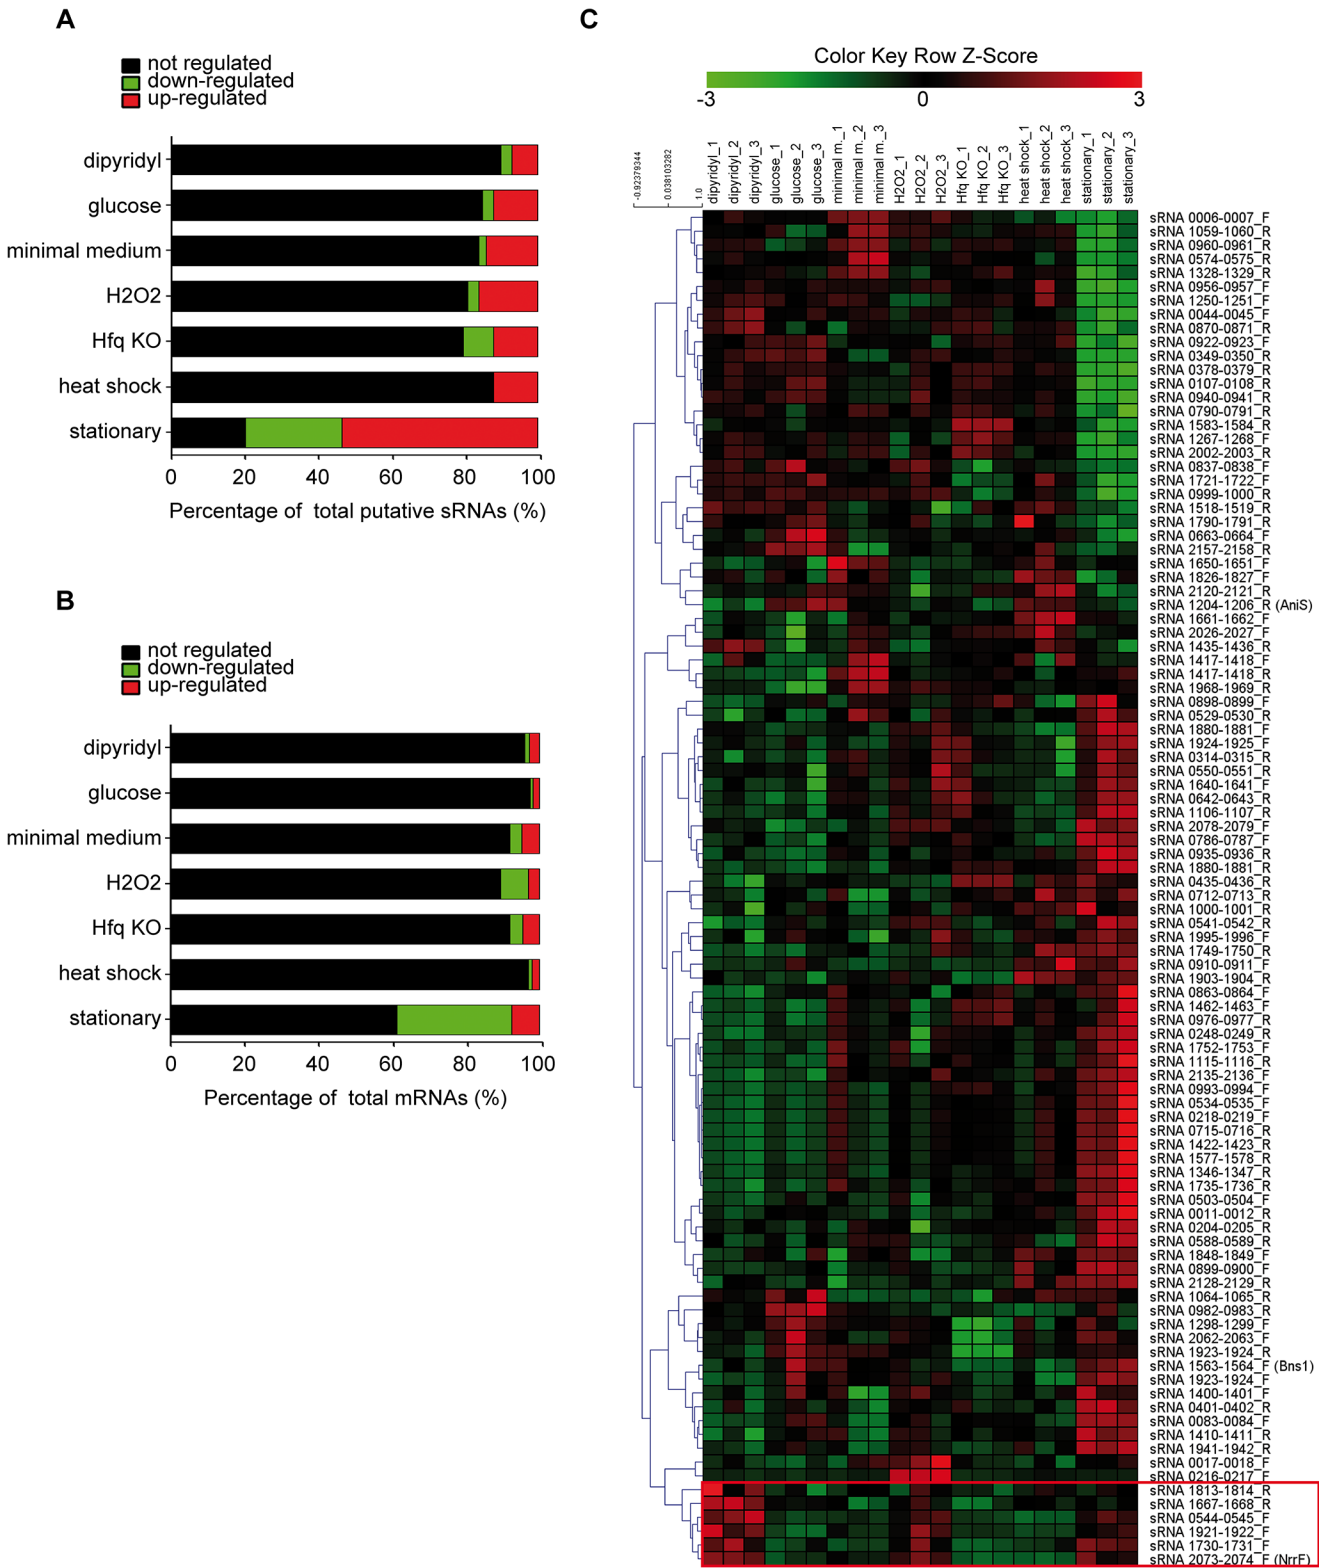 A
not regulated
down-regulated
up-regulated
dipyridyl
glucose
minimal medium
H2O2
Hfq KO
heat shock
stationary
0 20 40 60 80 100
Percentage of total putative sRNAs (%)
B
not regulated
down-regulated
up-regulated
dipyridyl
glucose
minimal medium
H2O2
Hfq KO
heat shock
stationary
0 20 40 60 80 100
Percentage of total mRNAs (%)
C
Color Key Row Z-Score
-3 0 3
-0.92379344
0.038103282
1.0
dipyridyl_1
dipyridyl_2
dipyridyl_3
glucose_1
glucose_2
glucose_3
minimal m._1
minimal m._2
minimal m._3
H2O2_1
H2O2_2
H2O2_3
Hfq KO_1
Hfq KO_2
Hfq KO_3
heat shock_1
heat shock_2
heat shock_3
stationary_1
stationary_2
stationary_3
sRNA 0006-0007_F
sRNA 1059-1060_R
sRNA 0960-0961_R
sRNA 0574-0575_R
sRNA 1328-1329_R
sRNA 0956-0957_F
sRNA 1250-1251_F
sRNA 0044-0045_F
sRNA 0870-0871_R
sRNA 0922-0923_F
sRNA 0349-0350_R
sRNA 0378-0379_R
sRNA 0107-0108_R
sRNA 0940-0941_R
sRNA 0790-0791_R
sRNA 1583-1584_R
sRNA 1267-1268_F
sRNA 2002-2003_R
sRNA 0837-0838_F
sRNA 1721-1722_F
sRNA 0999-1000_R
sRNA 1518-1519_R
sRNA 1790-1791_R
sRNA 0663-0664_F
sRNA 2157-2158_R
sRNA 1650-1651_F
sRNA 1826-1827_F
sRNA 2120-2121_R
sRNA 1204-1206_R (AniS)
sRNA 1661-1662_F
sRNA 2026-2027_F
sRNA 1435-1436_R
sRNA 1417-1418_F
sRNA 1417-1418_R
sRNA 1968-1969_R
sRNA 0898-0899_F
sRNA 0529-0530_R
sRNA 1880-1881_F
sRNA 1924-1925_F
sRNA 0314-0315_R
sRNA 0550-0551_R
sRNA 1640-1641_F
sRNA 0642-0643_R
sRNA 1106-1107_R
sRNA 2078-2079_F
sRNA 0786-0787_F
sRNA 0935-0936_R
sRNA 1880-1881_R
sRNA 0435-0436_R
sRNA 0712-0713_R
sRNA 1000-1001_R
sRNA 0541-0542_R
sRNA 1995-1996_F
sRNA 1749-1750_R
sRNA 0910-0911_F
sRNA 1903-1904_R
sRNA 0863-0864_F
sRNA 1462-1463_F
sRNA 0976-0977_R
sRNA 0248-0249_R
sRNA 1752-1753_F
sRNA 1115-1116_R
sRNA 2135-2136_F
sRNA 0993-0994_F
sRNA 0534-0535_F
sRNA 0218-0219_F
sRNA 0715-0716_R
sRNA 1422-1423_R
sRNA 1577-1578_R
sRNA 1346-1347_R
sRNA 1735-1736_R
sRNA 0503-0504_F
sRNA 0011-0012_R
sRNA 0204-0205_R
sRNA 0588-0589_R
sRNA 1848-1849_F
sRNA 0899-0900_F
sRNA 2128-2129_R
sRNA 1064-1065_R
sRNA 0982-0983_R
sRNA 1298-1299_F
sRNA 2062-2063_F
sRNA 1923-1924_R
sRNA 1563-1564_F (Bns1)
sRNA 1923-1924_F
sRNA 1400-1401_F
sRNA 0401-0402_R
sRNA 0083-0084_F
sRNA 1410-1411_R
sRNA 1941-1942_R
sRNA 0017-0018_F
sRNA 0216-0217_F
sRNA 1813-1814_R
sRNA 1667-1668_R
sRNA 0544-0545_F
sRNA 1921-1922_F
sRNA 1730-1731_F
sRNA 2073-2074_F (NrrF)